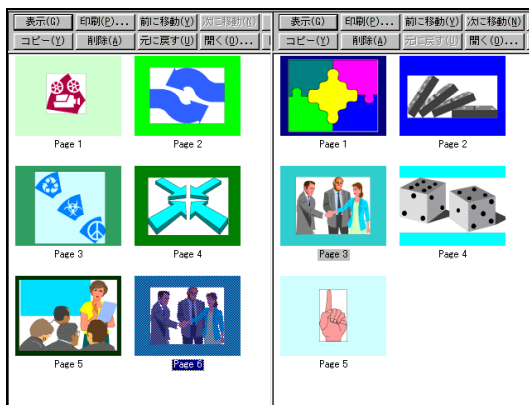 表示(G) 印刷(P)... 前に移動(Y) 次に移動(N)
コピー(Y) 削除(A) 元に戻す(U) 開く(O)...
Page 1 Page 2
Page 3 Page 4
Page 5 Page 6
表示(G) 印刷(P)... 前に移動(Y) 次に移動(N)
コピー(Y) 削除(A) 元に戻す(U) 開く(O)...
Page 1 Page 2
Page 3 Page 4
Page 5